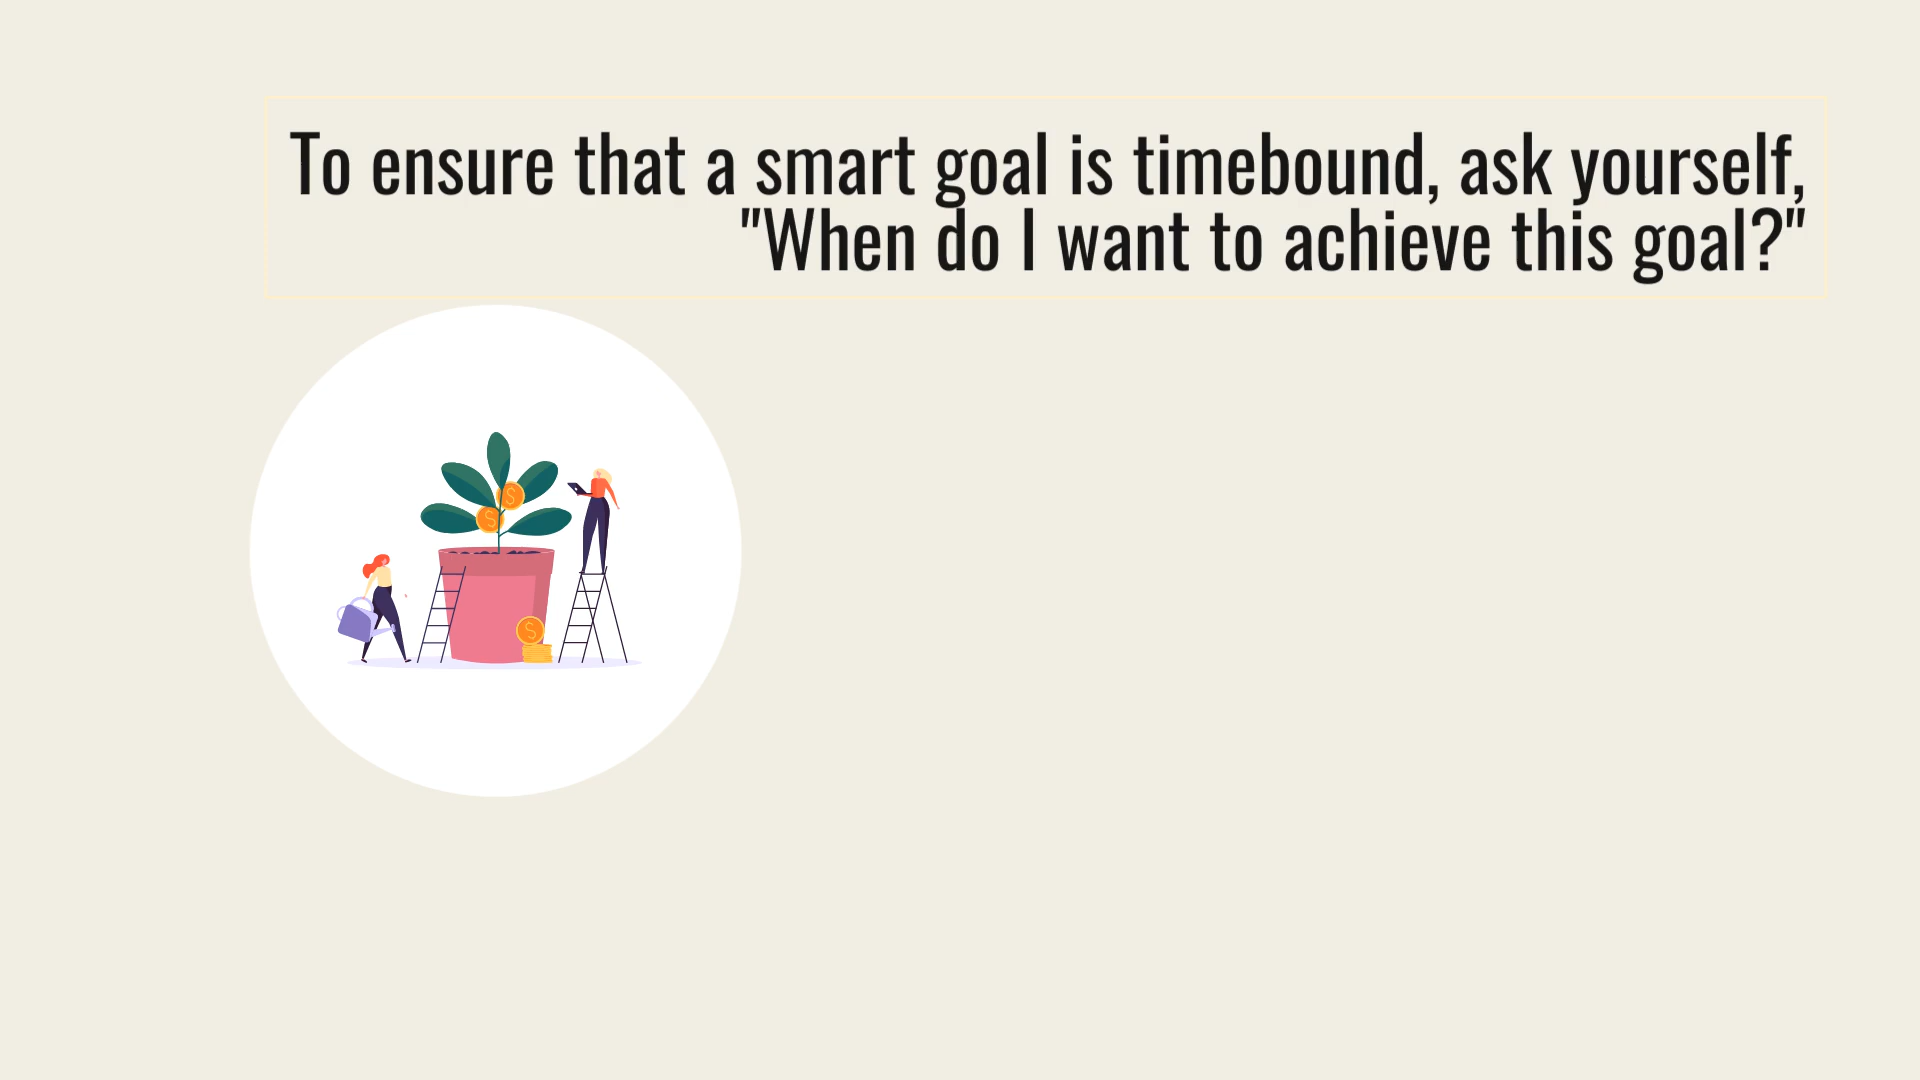 To ensure that a smart goal is timebound, ask yourself,
"When do I want to achieve this goal?"
$
$
$